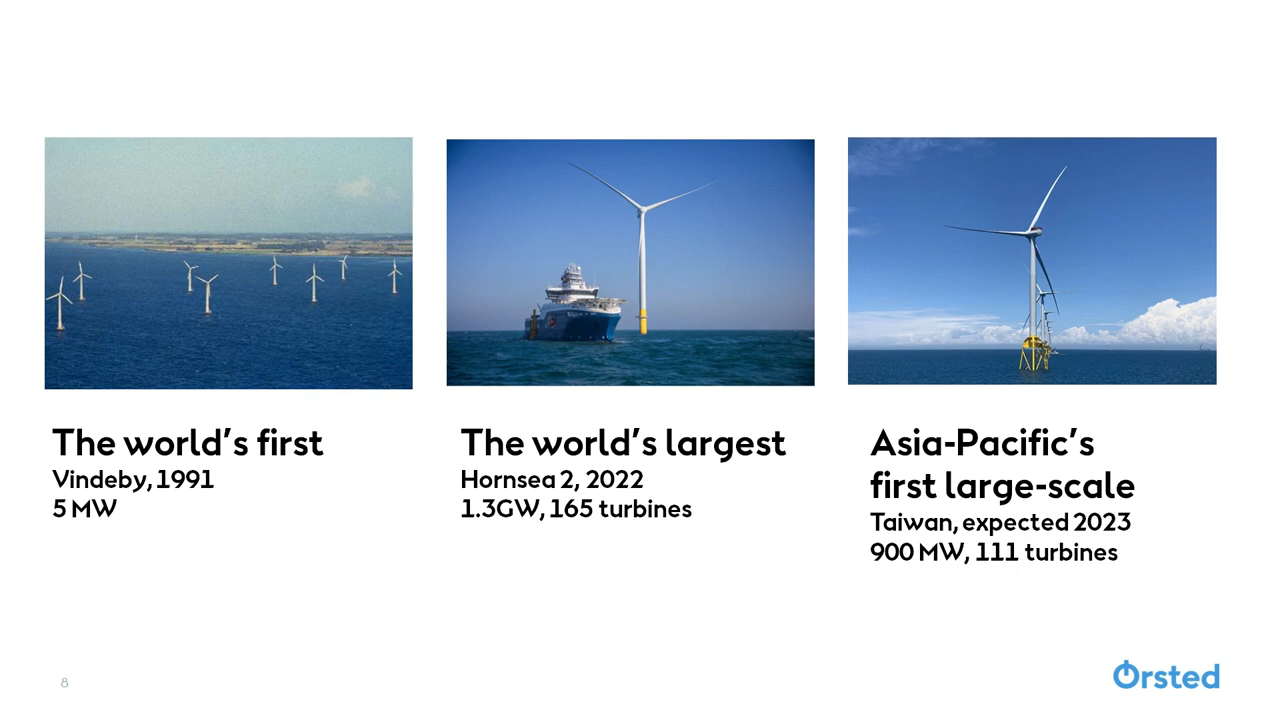 The world's first
Vindeby, 1991
5 MW
The world's largest
Hornsea 2, 2022
1.3GW, 165 turbines
Asia-Pacific's
first large-scale
Taiwan, expected 2023
900 MW, 111 turbines
8
Ørsted